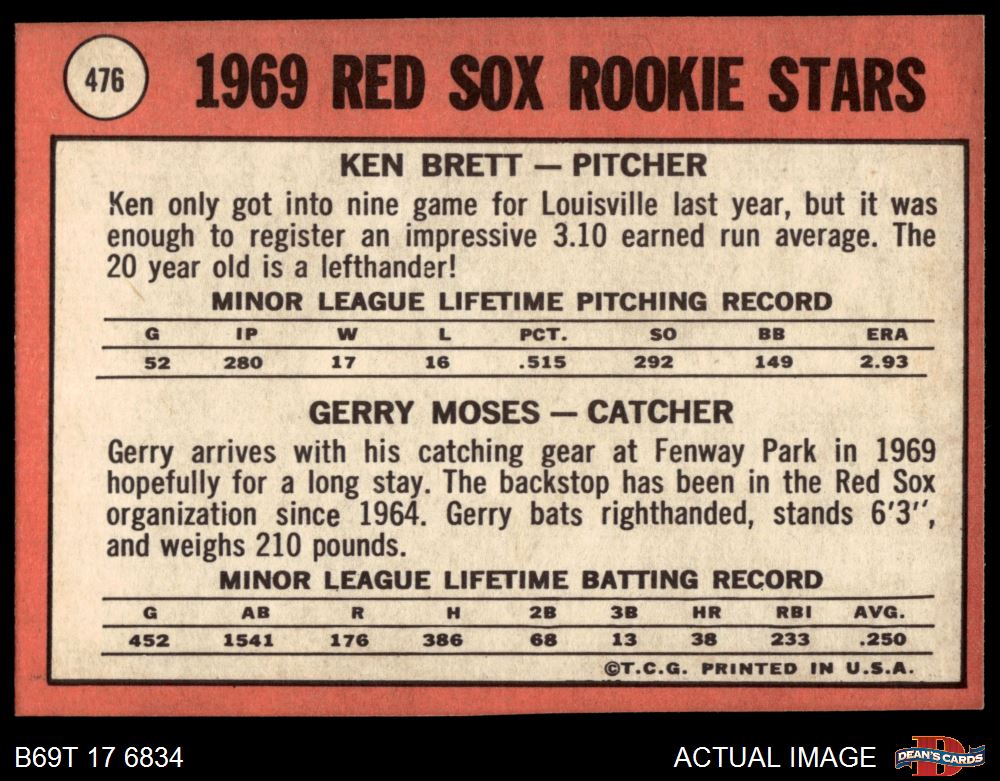 476
1969 RED SOX ROOKIE STARS
KEN BRETT — PITCHER
Ken only got into nine game for Louisville last year, but it was
enough to register an impressive 3.10 earned run average. The
20 year old is a lefthander!
MINOR LEAGUE LIFETIME PITCHING RECORD
G IP W L PCT. SO BB ERA
52 280 17 16 .515 292 149 2.93
GERRY MOSES — CATCHER
Gerry arrives with his catching gear at Fenway Park in 1969
hopefully for a long stay. The backstop has been in the Red Sox
organization since 1964. Gerry bats righthanded, stands 6'3",
and weighs 210 pounds.
MINOR LEAGUE LIFETIME BATTING RECORD
G AB R H 2B 3B HR RBI AVG.
452 1541 176 386 68 13 38 233 .250
©T.C.G. PRINTED IN U.S.A.
B69T 17 6834
ACTUAL IMAGE
D
DEAN'S CARDS